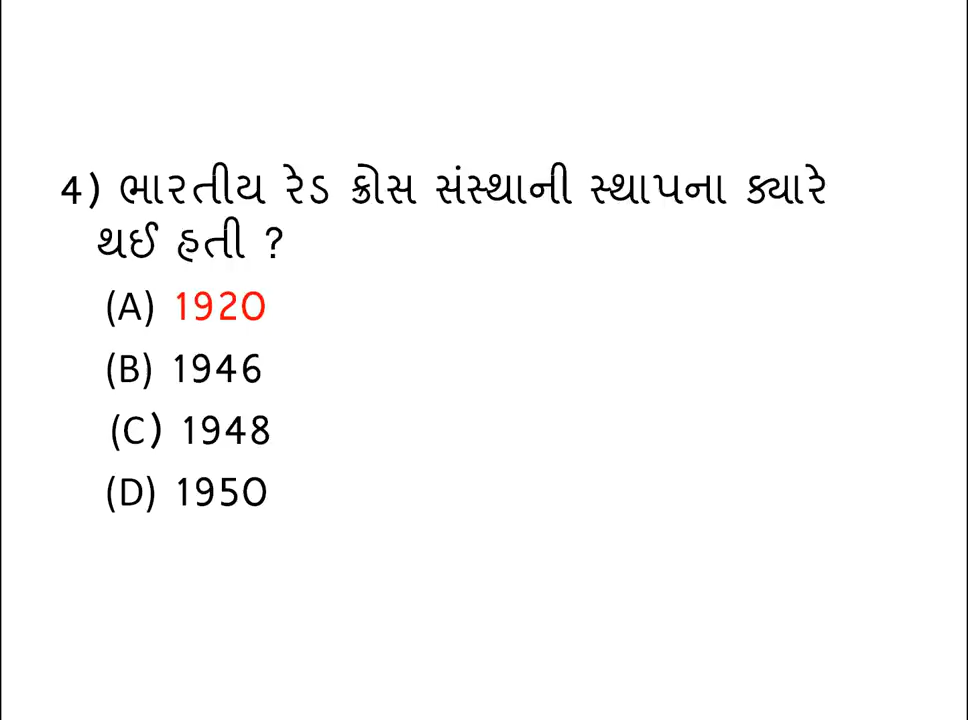 4) ભારતીય રેડ ક્રોસ સંસ્થાની સ્થાપના ક્યારે
થઈ હતી ?
(A) 1920
(B) 1946
(C) 1948
(D) 1950